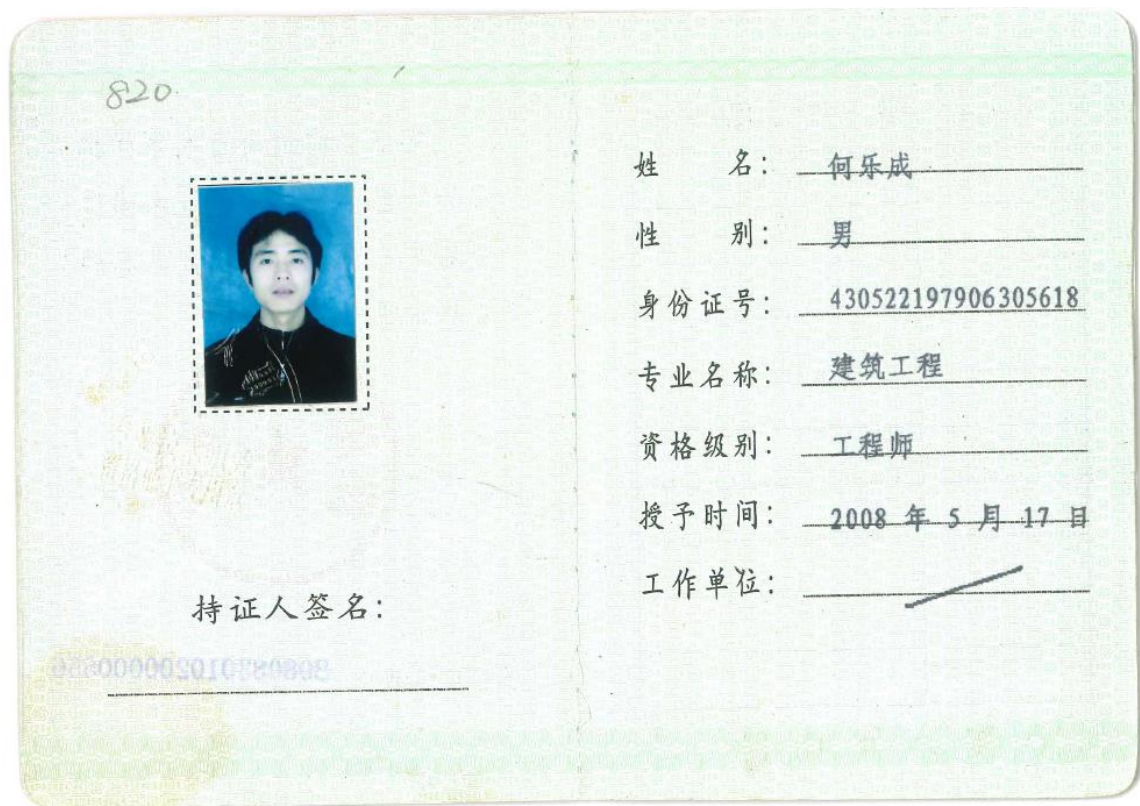 820
持证人签名:
姓 名: 何乐成
性 别: 男
身份证号: 430522197906305618
专业名称: 建筑工程
资格级别: 工程师
授予时间: 2008 年 5 月 17 日
工作单位: